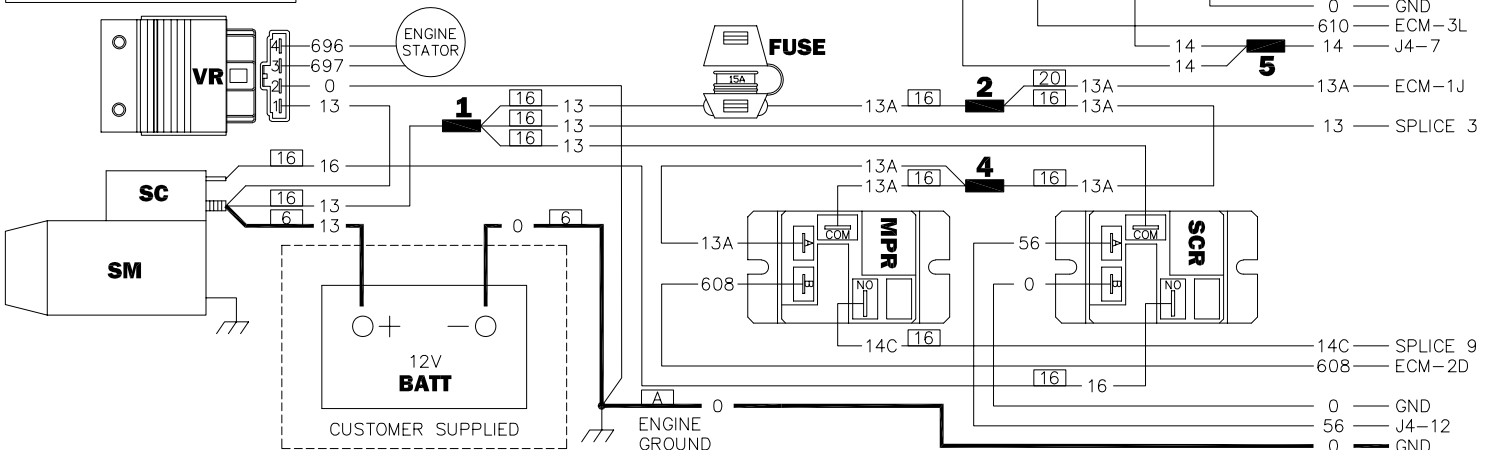 0 GND
610 ECM-3L
14 14 J4-7
14
5
ENGINE
STATOR
FUSE
15A
VR
4 696
3 697
2 0
1 13
1
16 13
16 13
16 13
13A 16
2
20 13A
16 13A
13A ECM-1J
13 SPLICE 3
16 16
16 13
6 13
SC
SM
0 6
13A
13A 16
4
16 13A
COM
MPR
13A A
608 B
NO
COM
SCR
56 A
0 B
NO
12V
BATT
CUSTOMER SUPPLIED
14C 16
14C SPLICE 9
608 ECM-2D
16 16
A 0
ENGINE
GROUND
0 GND
56 J4-12
0 GND